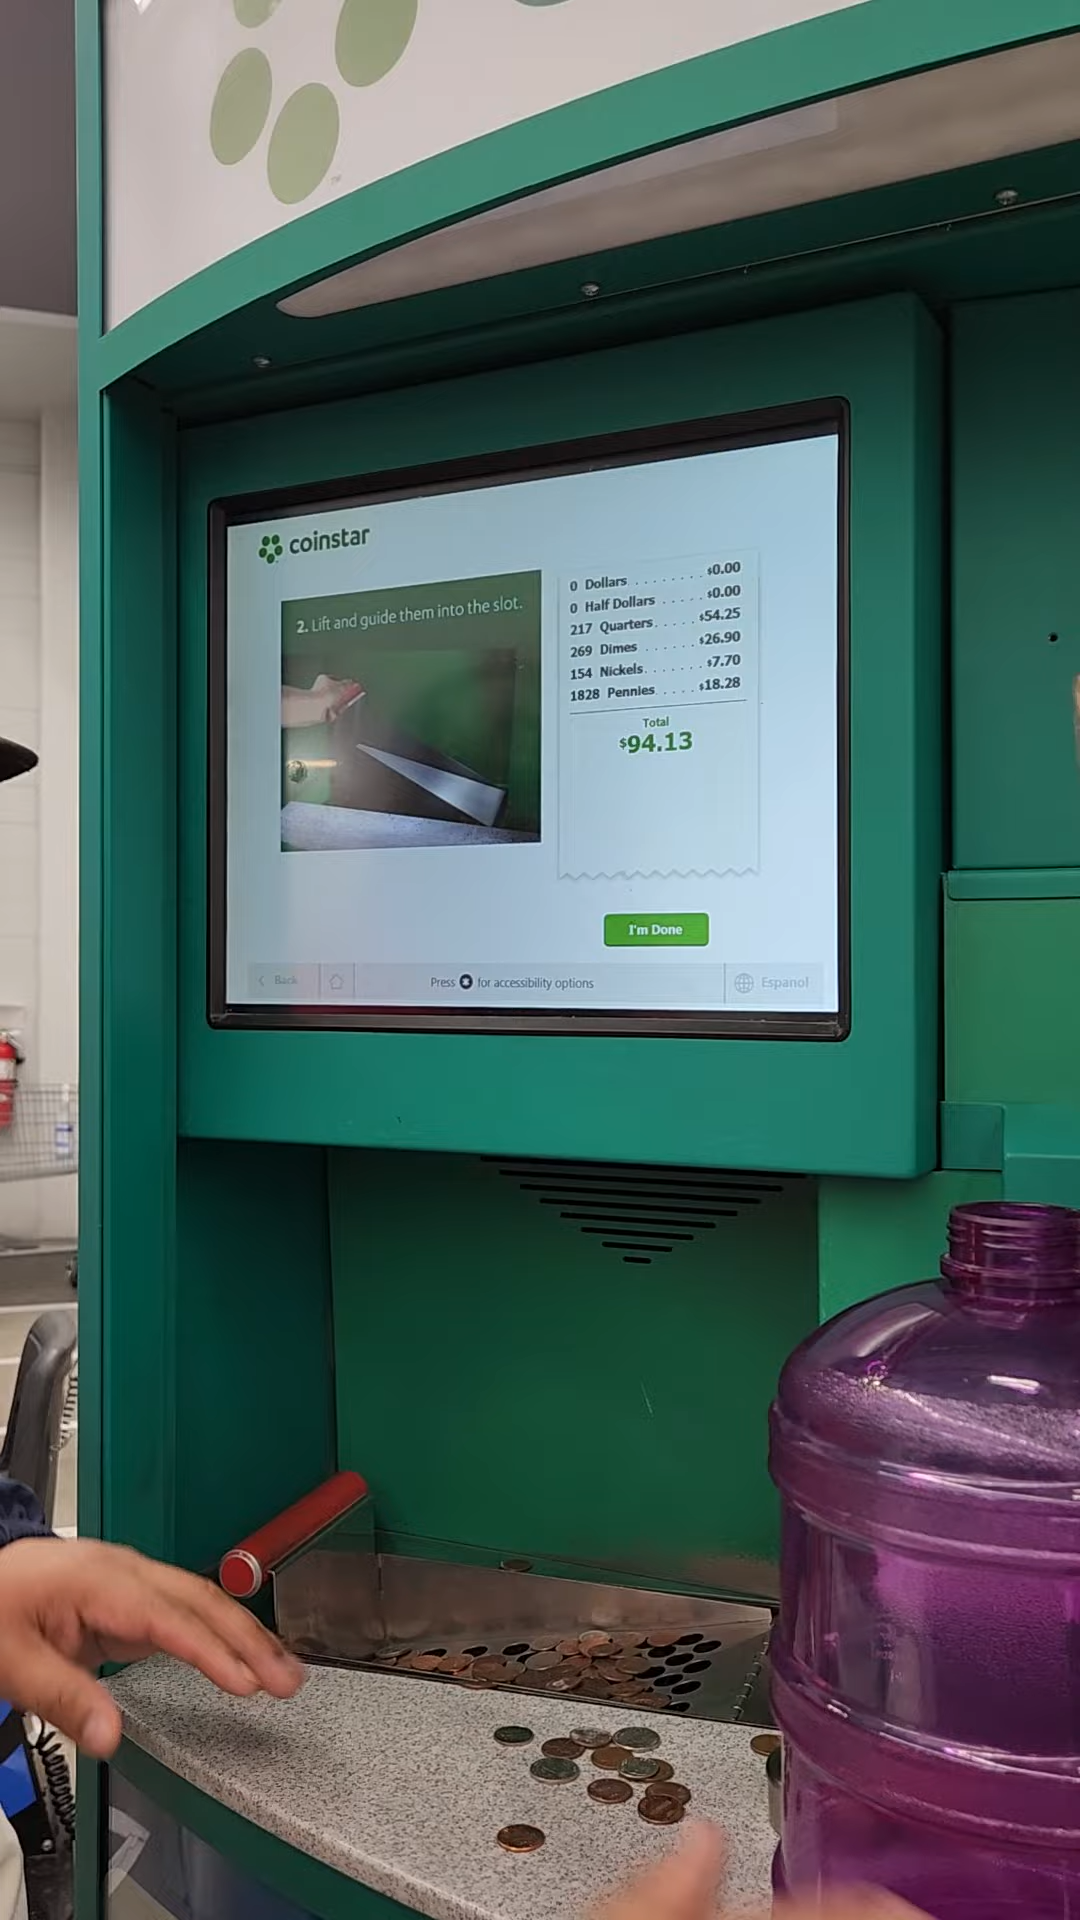 TM
coinstar
2. Lift and guide them into the slot.
0 Dollars ........ $0.00
0 Half Dollars ..... $0.00
217 Quarters ..... $54.25
269 Dimes ....... $26.90
154 Nickels ....... $7.70
1828 Pennies ..... $18.28
Total
$94.13
I'm Done
Back
Press for accessibility options
Espanol